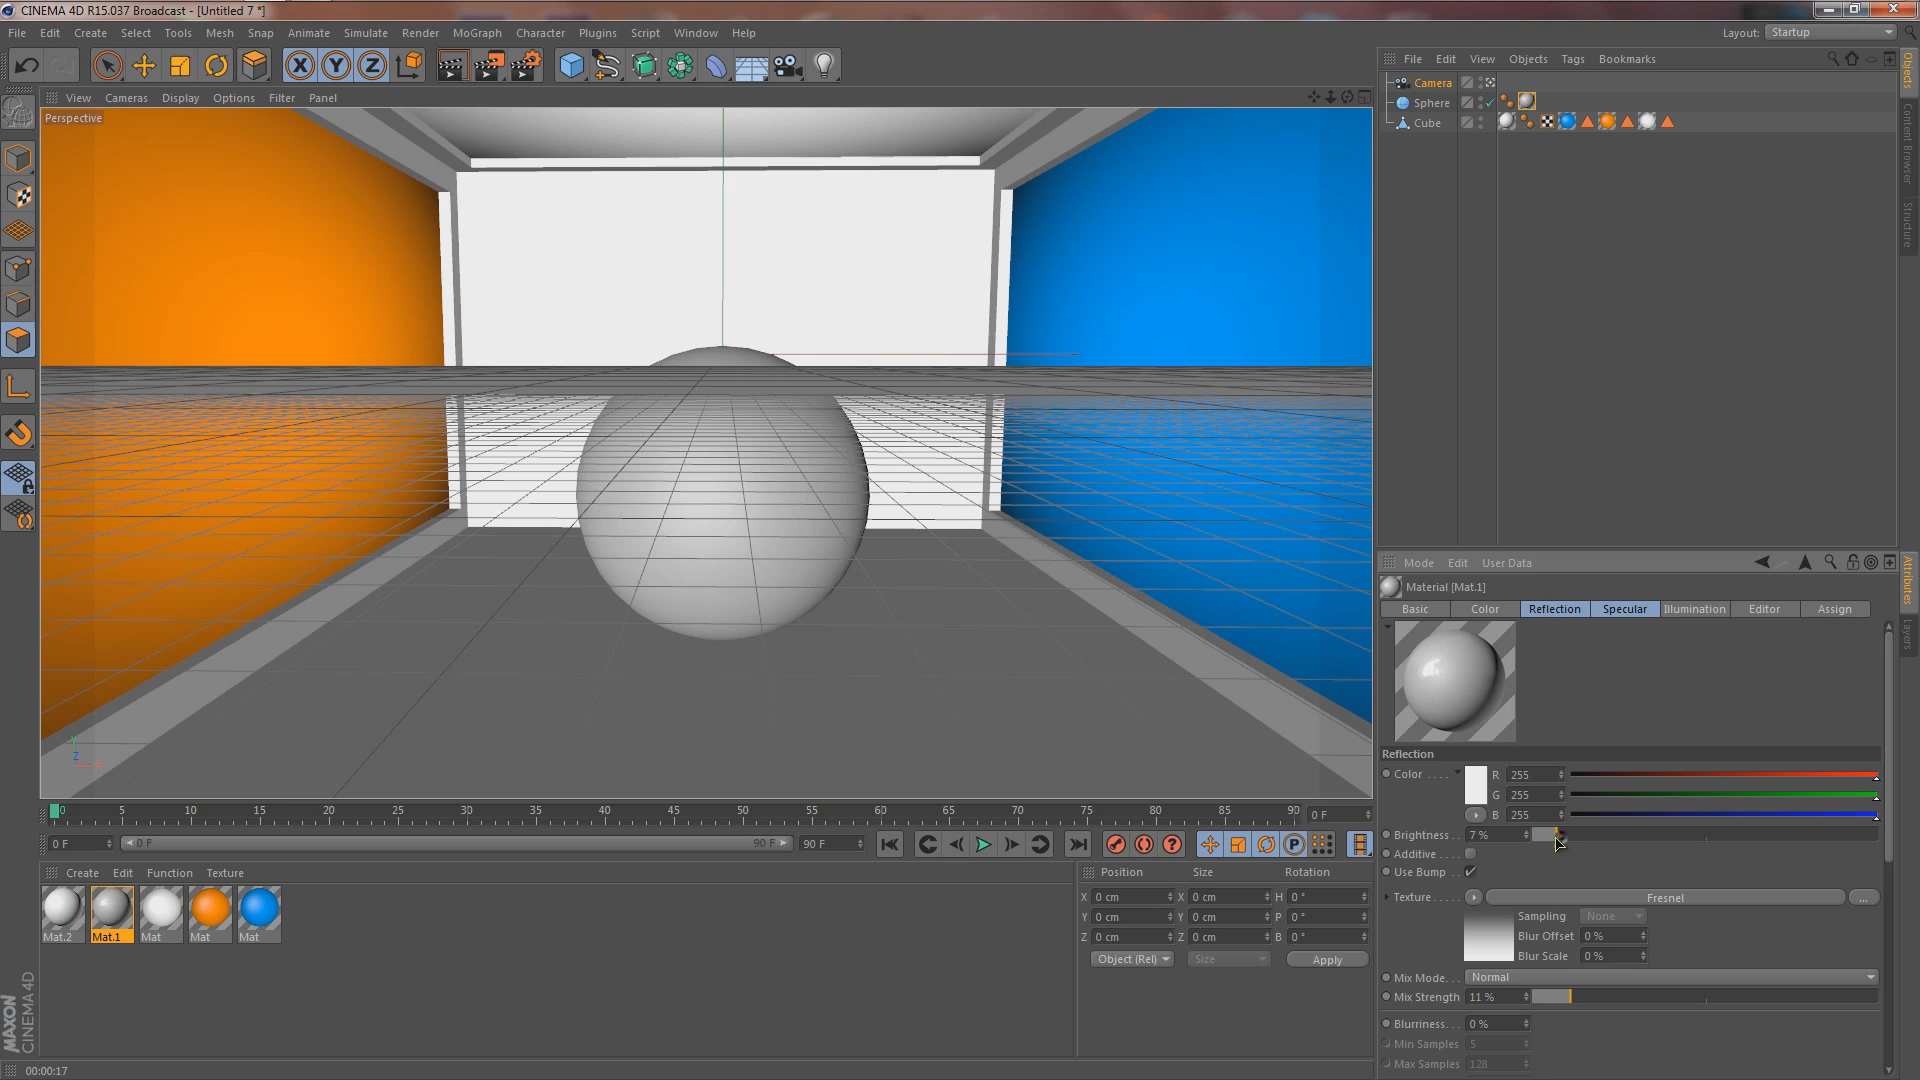 CINEMA 4D R15.037 Broadcast - [Untitled 7 *]
File Edit Create Select Tools Mesh Snap Animate Simulate Render MoGraph Character Plugins Script Window Help
Layout: Startup
File Edit View Objects Tags Bookmarks
View Cameras Display Options Filter Panel
Perspective
Camera
Sphere
Cube
Objects
Content Browser
Structure
X Y Z
Y
Z
X
Mode Edit User Data
Material [Mat.1]
Basic Color Reflection Specular Illumination Editor Assign
Attributes
Layers
Reflection
Color . . . . R 255
G 255
B 255
Brightness . . 7 %
Additive . . . .
Use Bump . .
Texture . . . . . Fresnel ...
Sampling None
Blur Offset 0 %
Blur Scale 0 %
Mix Mode. . . Normal
Mix Strength 11 %
Blurriness. . . 0 %
Min Samples 5
Max Samples 128
0 5 10 15 20 25 30 35 40 45 50 55 60 65 70 75 80 85 90 0 F
0 F 0 F 90 F 90 F
Create Edit Function Texture
Mat.2 Mat.1 Mat Mat Mat
Position Size Rotation
X 0 cm X 0 cm H 0 °
Y 0 cm Y 0 cm P 0 °
Z 0 cm Z 0 cm B 0 °
Object (Rel) Size Apply
MAXON
CINEMA 4D
00:00:17